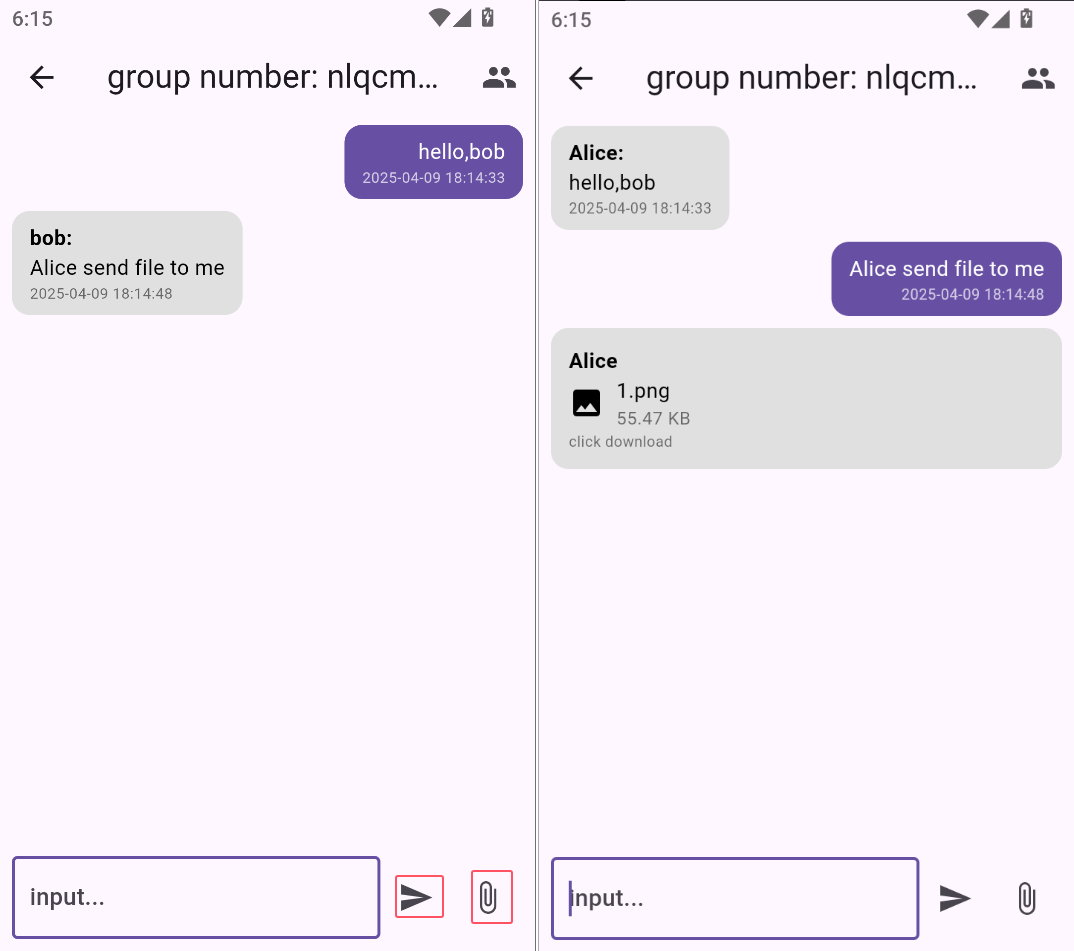 6:15
group number: nlqcm...
hello,bob
2025-04-09 18:14:33
bob:
Alice send file to me
2025-04-09 18:14:48
input...
6:15
group number: nlqcm...
Alice:
hello,bob
2025-04-09 18:14:33
Alice send file to me
2025-04-09 18:14:48
Alice
1.png
55.47 KB
click download
input...